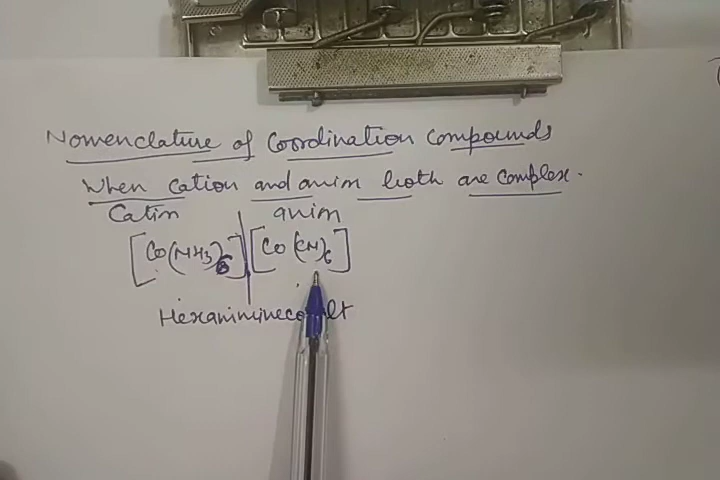 Nomenclature of Coordination Compounds
When cation and anion both are complex.
Cation anion
[Co(NH3)6] [Co(CN)6]
Hexamminecobalt